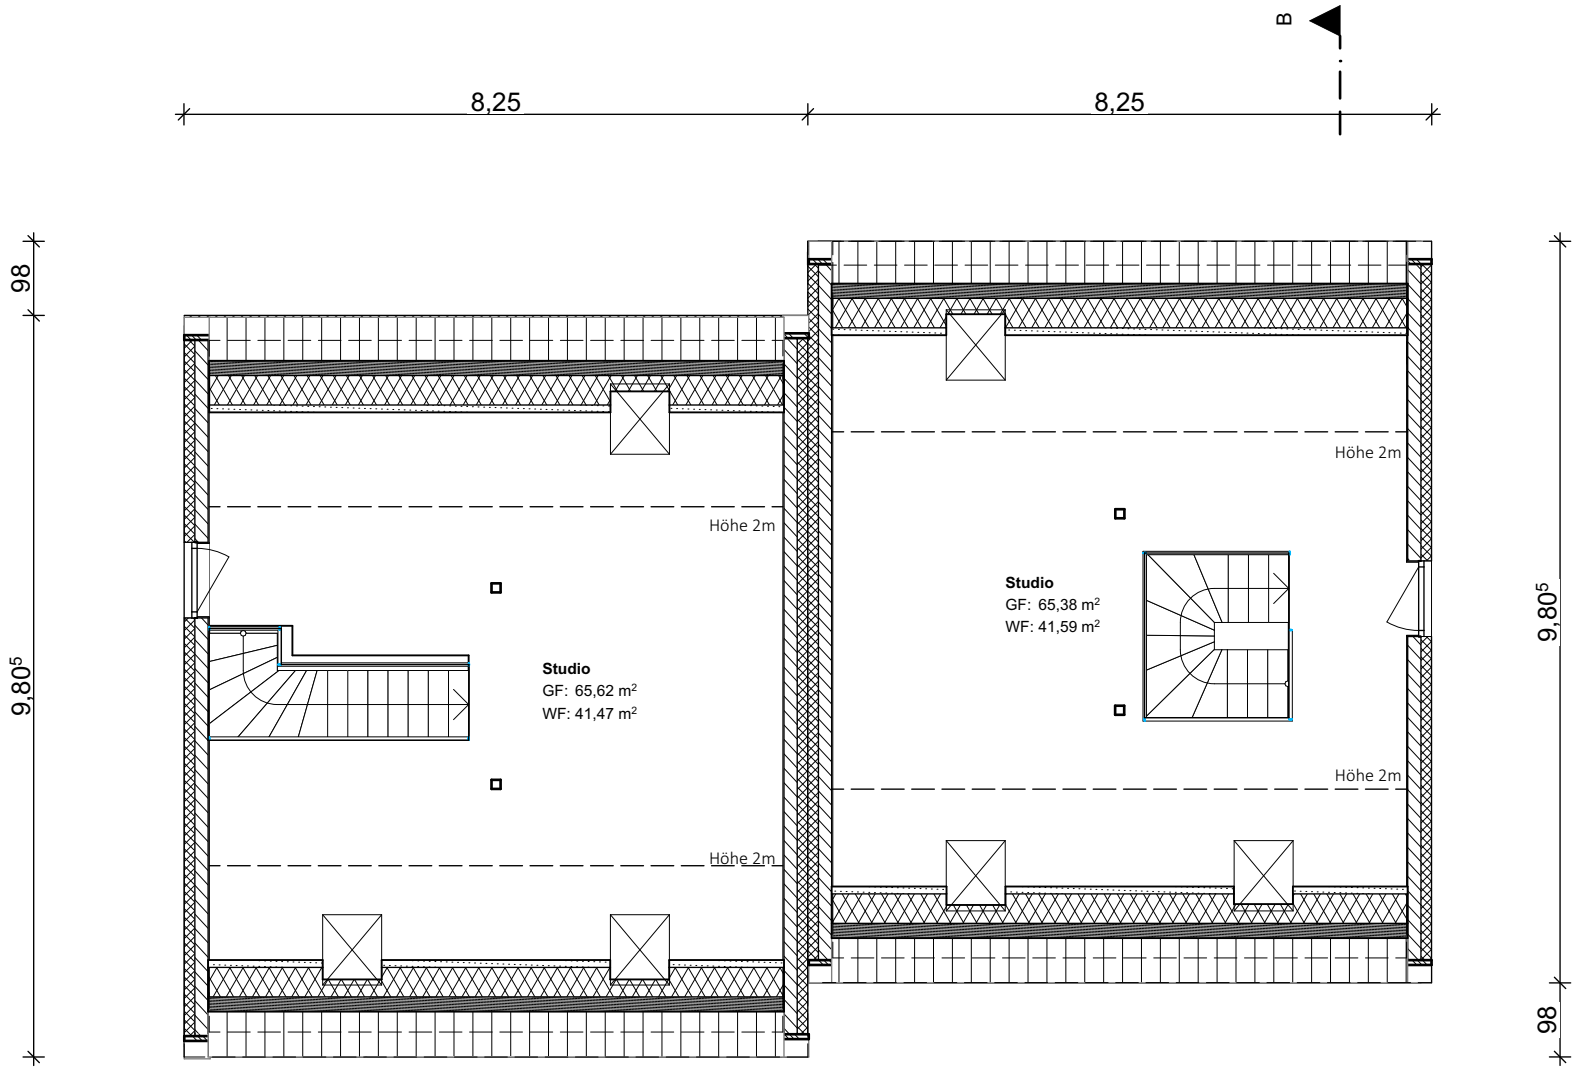 B
8,25
8,25
98
9,80⁵
98
9,80⁵
Höhe 2m
Höhe 2m
Studio
GF: 65,38 m²
WF: 41,59 m²
Studio
GF: 65,62 m²
WF: 41,47 m²
Höhe 2m
Höhe 2m